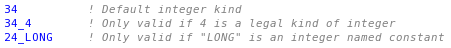 34 ! Default integer kind
34_4 ! Only valid if 4 is a legal kind of integer
24_LONG ! Only valid if "LONG" is an integer named constant